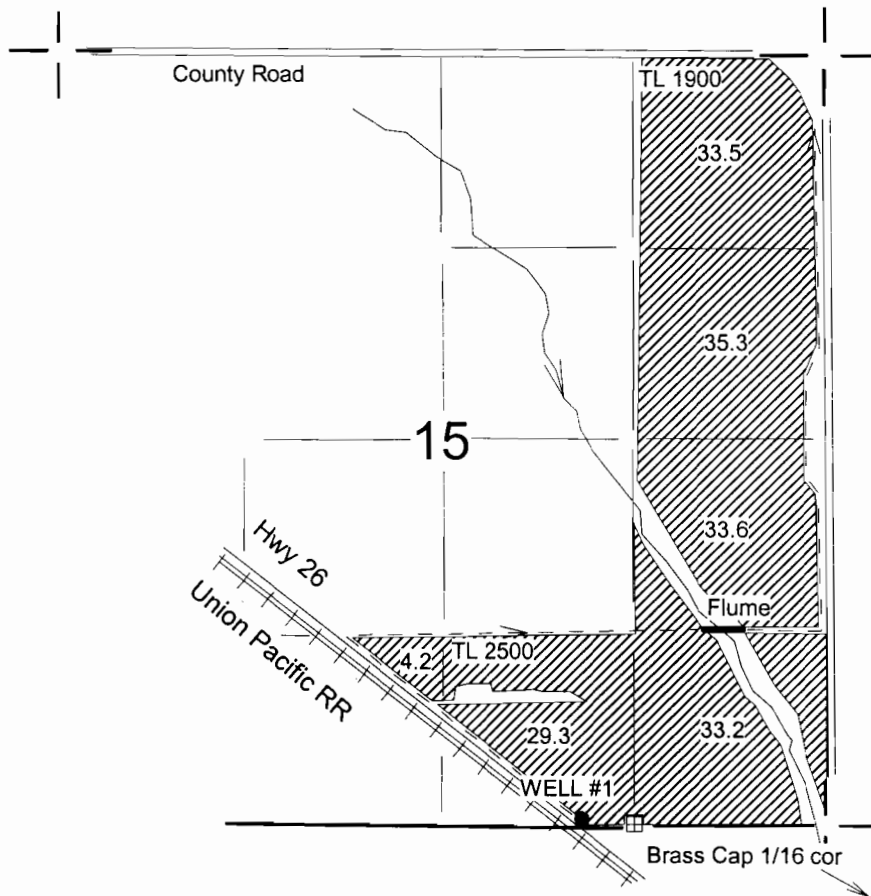 County Road
TL 1900
33.5
35.3
15
33.6
Hwy 26
Union Pacific RR
Flume
4.2
TL 2500
29.3
33.2
WELL #1
Brass Cap 1/16 cor